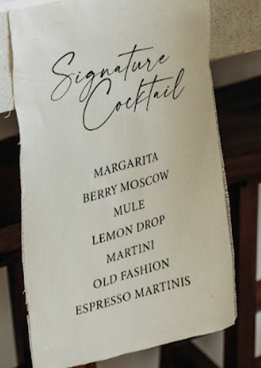 Signature
Cocktail
MARGARITA
BERRY MOSCOW
MULE
LEMON DROP
MARTINI
OLD FASHION
ESPRESSO MARTINIS